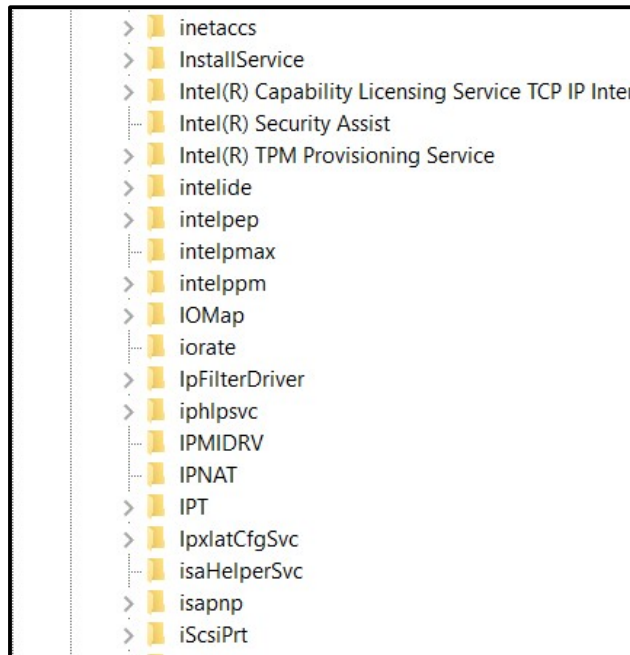 inetaccs
InstallService
Intel(R) Capability Licensing Service TCP IP Inter
Intel(R) Security Assist
Intel(R) TPM Provisioning Service
intelide
intelpep
intelpmax
intelppm
IOMap
iorate
IpFilterDriver
iphlpsvc
IPMIDRV
IPNAT
IPT
IpxlatCfgSvc
isaHelperSvc
isapnp
iScsiPrt